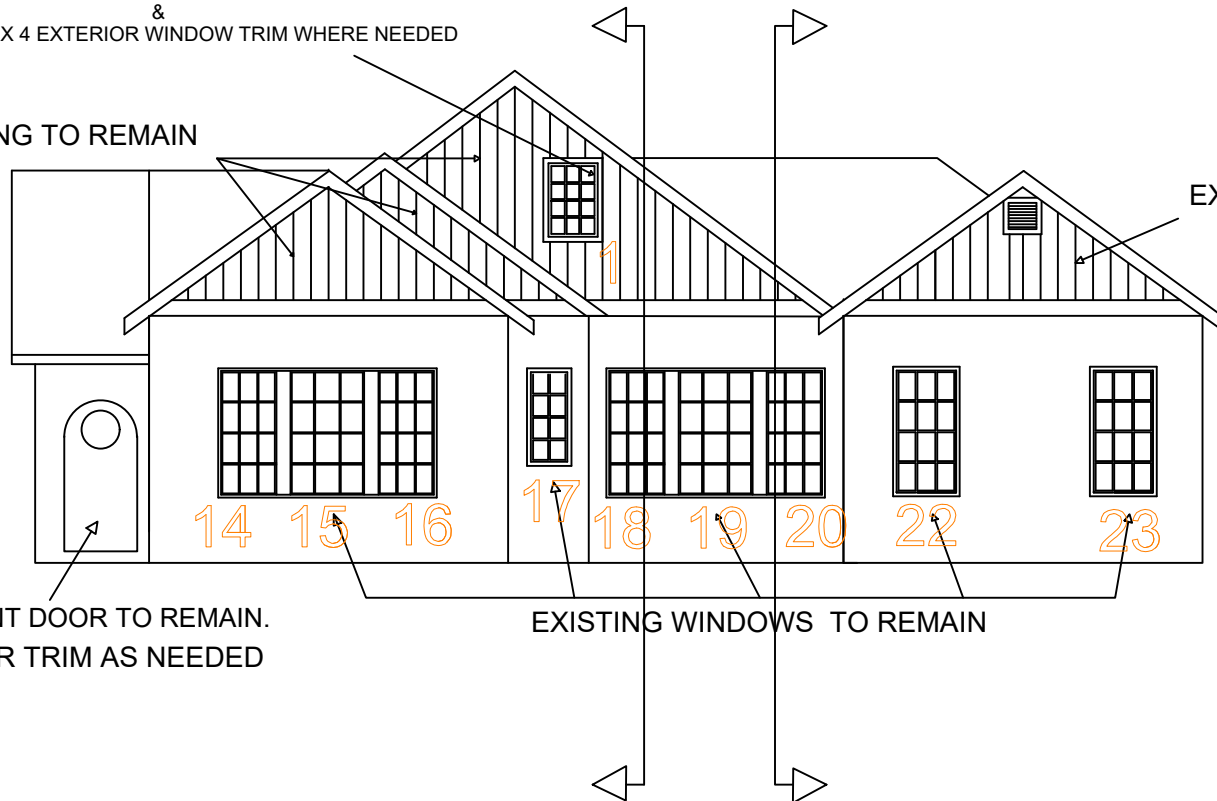 &
X 4 EXTERIOR WINDOW TRIM WHERE NEEDED
NG TO REMAIN
EX
1
14 15 16 17 18 19 20 22 23
NT DOOR TO REMAIN.
R TRIM AS NEEDED
EXISTING WINDOWS TO REMAIN